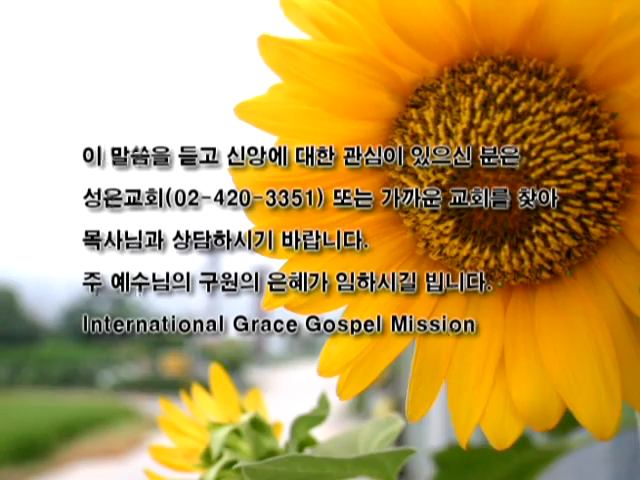 이 말씀을 듣고 신앙에 대한 관심이 있으신 분은
성은교회(02-420-3351) 또는 가까운 교회를 찾아
목사님과 상담하시기 바랍니다.
주 예수님의 구원의 은혜가 임하시길 빕니다.
International Grace Gospel Mission